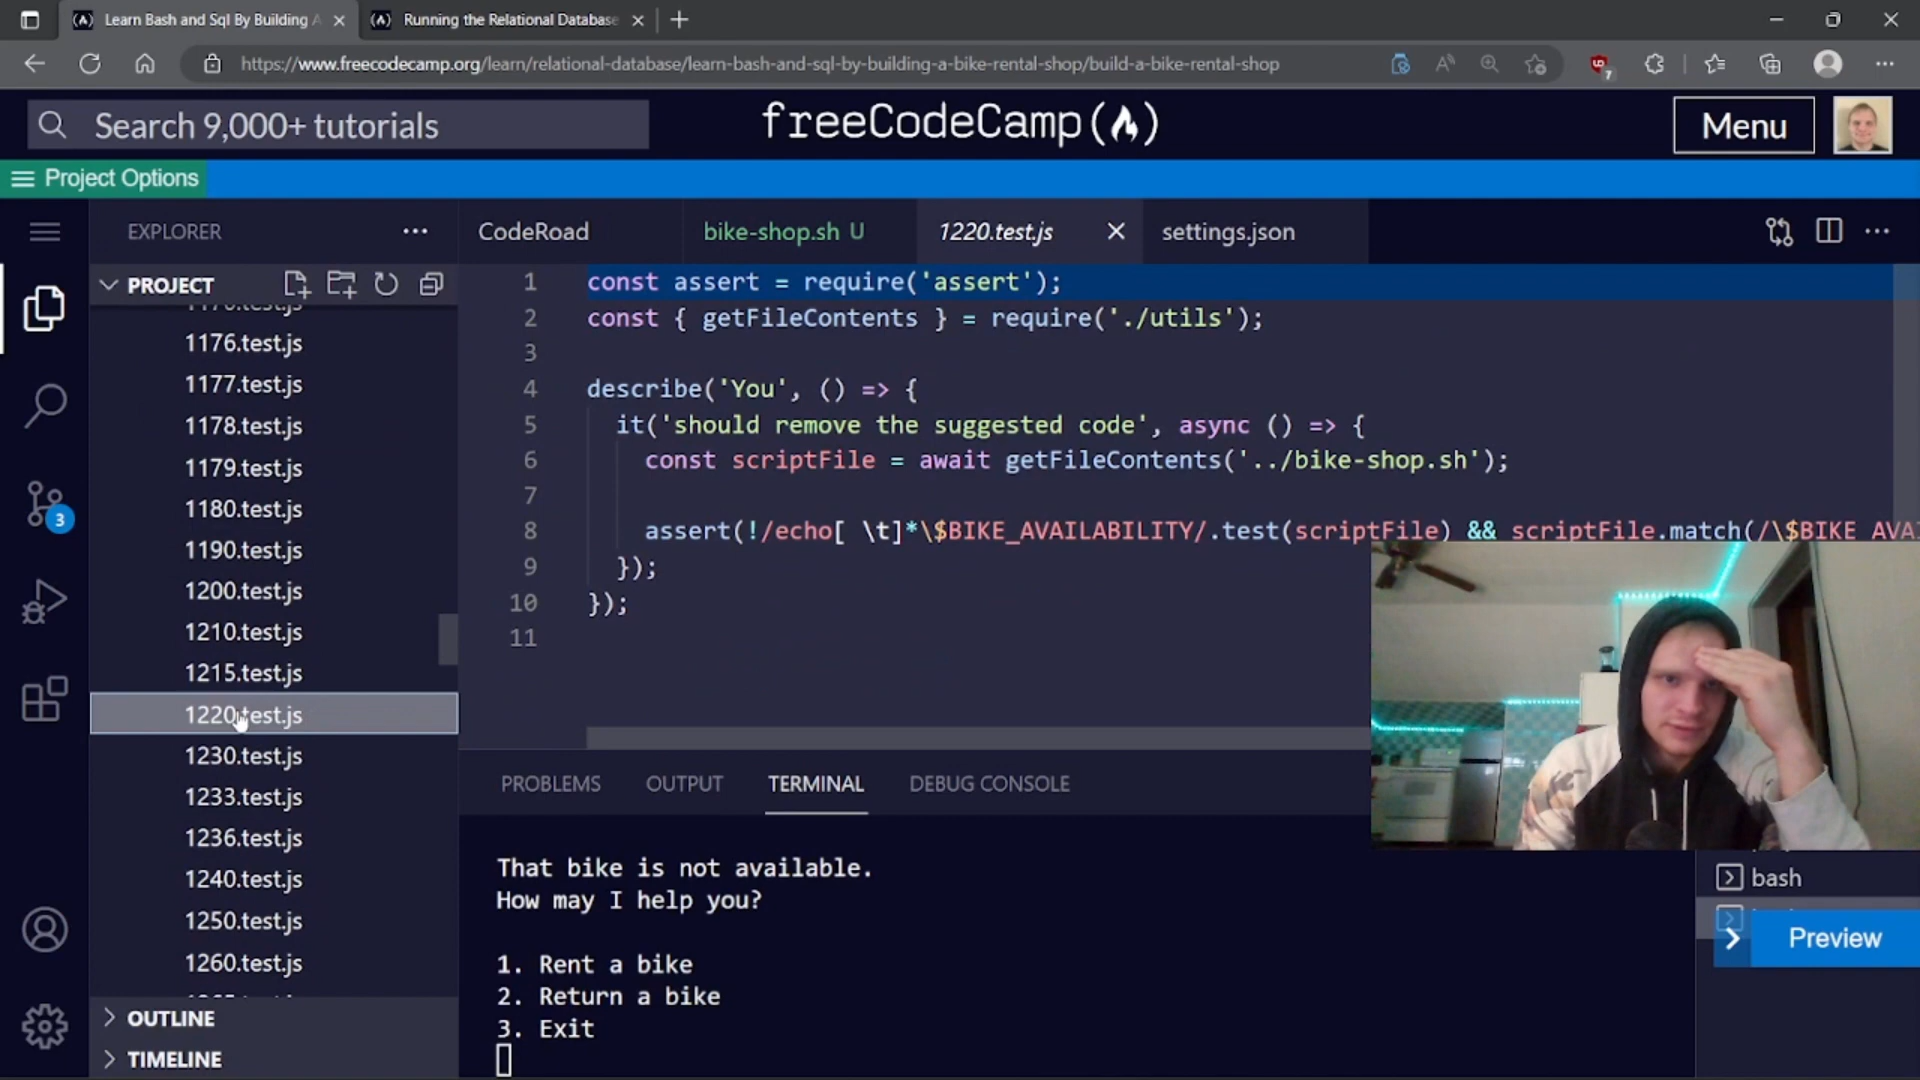 Learn Bash and Sql By Building A
Running the Relational Database
https://www.freecodecamp.org/learn/relational-database/learn-bash-and-sql-by-building-a-bike-rental-shop/build-a-bike-rental-shop
7
Search 9,000+ tutorials
freeCodeCamp
Menu
Project Options
EXPLORER
CodeRoad
bike-shop.sh U
1220.test.js
settings.json
PROJECT
1176.test.js
1177.test.js
1178.test.js
1179.test.js
1180.test.js
1190.test.js
1200.test.js
1210.test.js
1215.test.js
1220.test.js
1230.test.js
1233.test.js
1236.test.js
1240.test.js
1250.test.js
1260.test.js
OUTLINE
TIMELINE
3
1 const assert = require('assert');
2 const { getFileContents } = require('./utils');
3
4 describe('You', () => {
5 it('should remove the suggested code', async () => {
6 const scriptFile = await getFileContents('../bike-shop.sh');
7
8 assert(!/echo[ \t]*\$BIKE_AVAILABILITY/.test(scriptFile) && scriptFile.match(/\$BIKE_AVA
9 });
10 });
11
PROBLEMS
OUTPUT
TERMINAL
DEBUG CONSOLE
That bike is not available.
How may I help you?
1. Rent a bike
2. Return a bike
3. Exit
bash
Preview